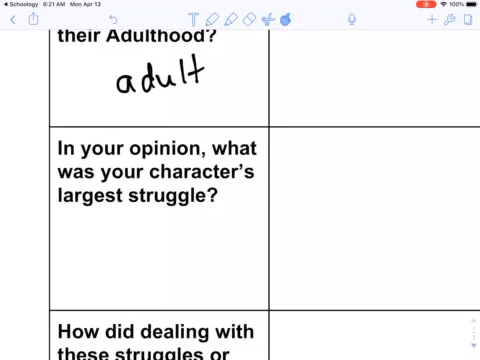 Schoology 6:21 AM Mon Apr 13 100%
their Adulthood?
adult
In your opinion, what
was your character's
largest struggle?
How did dealing with
these struggles or